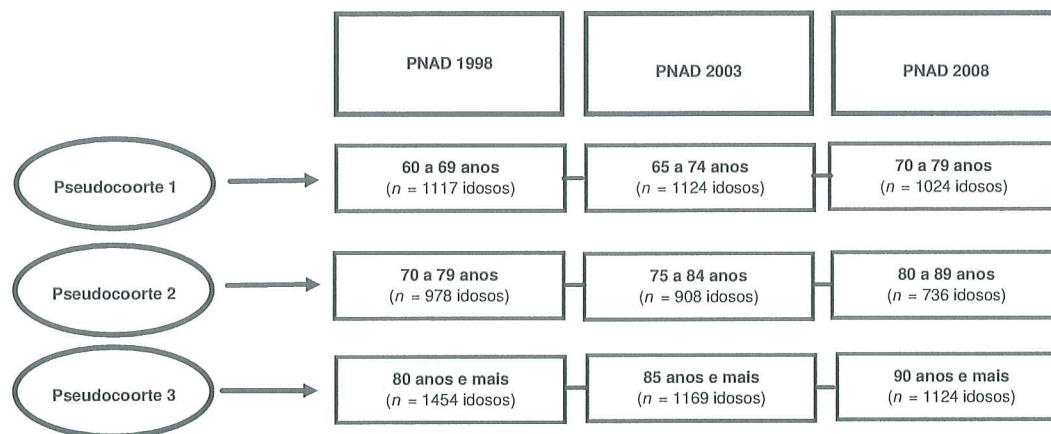 PNAD 1998
PNAD 2003
PNAD 2008
Pseudocoorte 1
60 a 69 anos
(n = 1117 idosos)
65 a 74 anos
(n = 1124 idosos)
70 a 79 anos
(n = 1024 idosos)
Pseudocoorte 2
70 a 79 anos
(n = 978 idosos)
75 a 84 anos
(n = 908 idosos)
80 a 89 anos
(n = 736 idosos)
Pseudocoorte 3
80 anos e mais
(n = 1454 idosos)
85 anos e mais
(n = 1169 idosos)
90 anos e mais
(n = 1124 idosos)